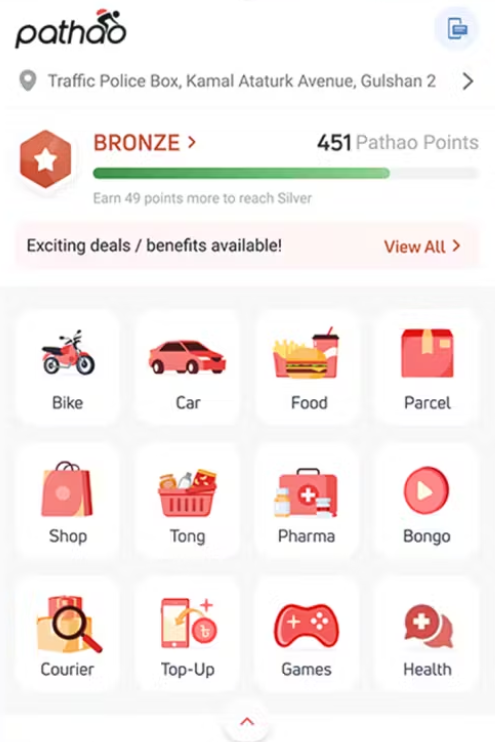 pathao
Traffic Police Box, Kamal Ataturk Avenue, Gulshan 2
BRONZE > 451 Pathao Points
Earn 49 points more to reach Silver
Exciting deals / benefits available! View All >
Bike Car Food Parcel
Shop Tong Pharma Bongo
৳
Courier Top-Up Games Health